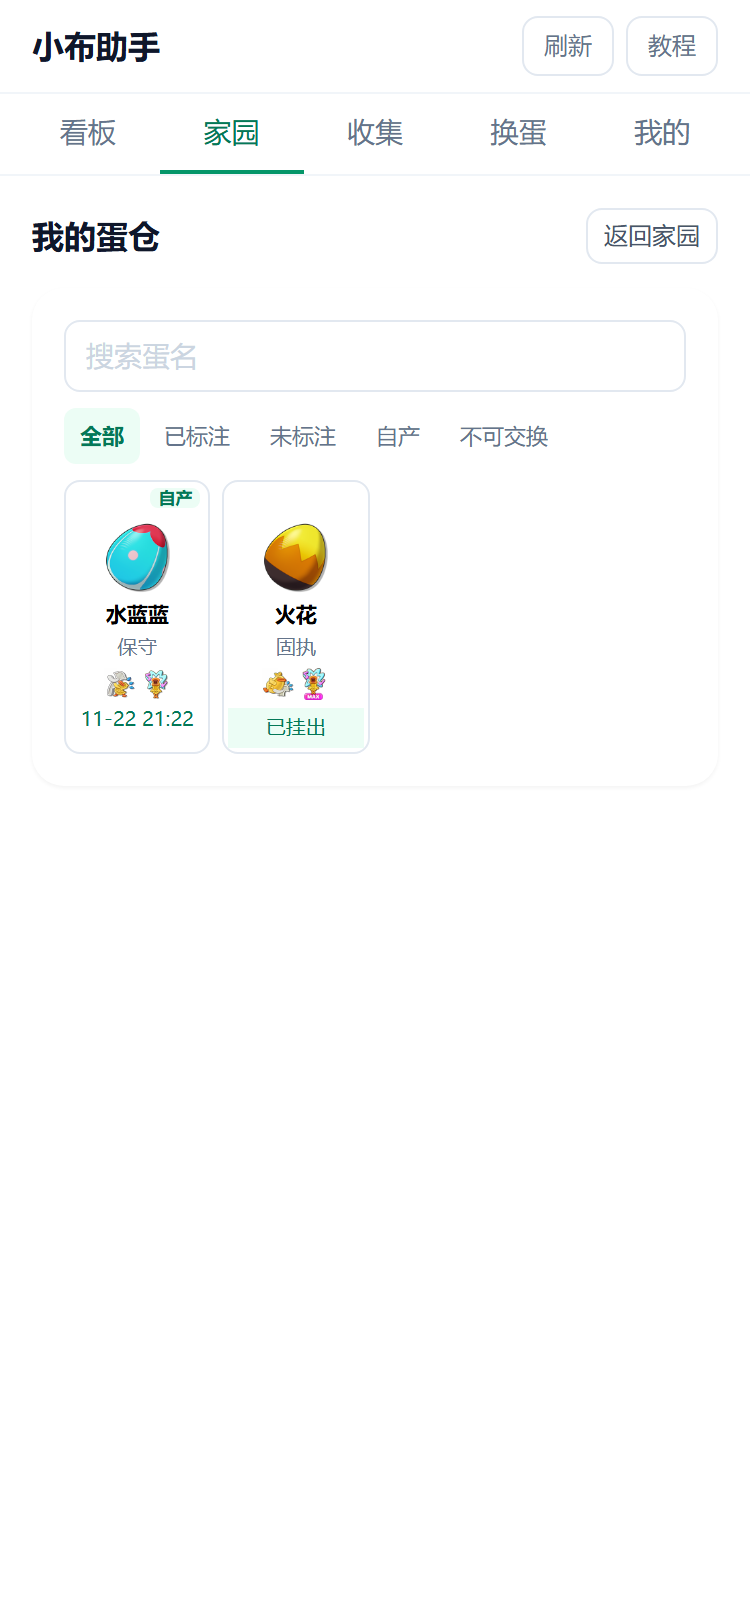 小布助手
刷新
教程
看板
家园
收集
换蛋
我的
我的蛋仓
返回家园
搜索蛋名
全部
已标注
未标注
自产
不可交换
自产
水蓝蓝
保守
11-22 21:22
火花
固执
MAX
已挂出